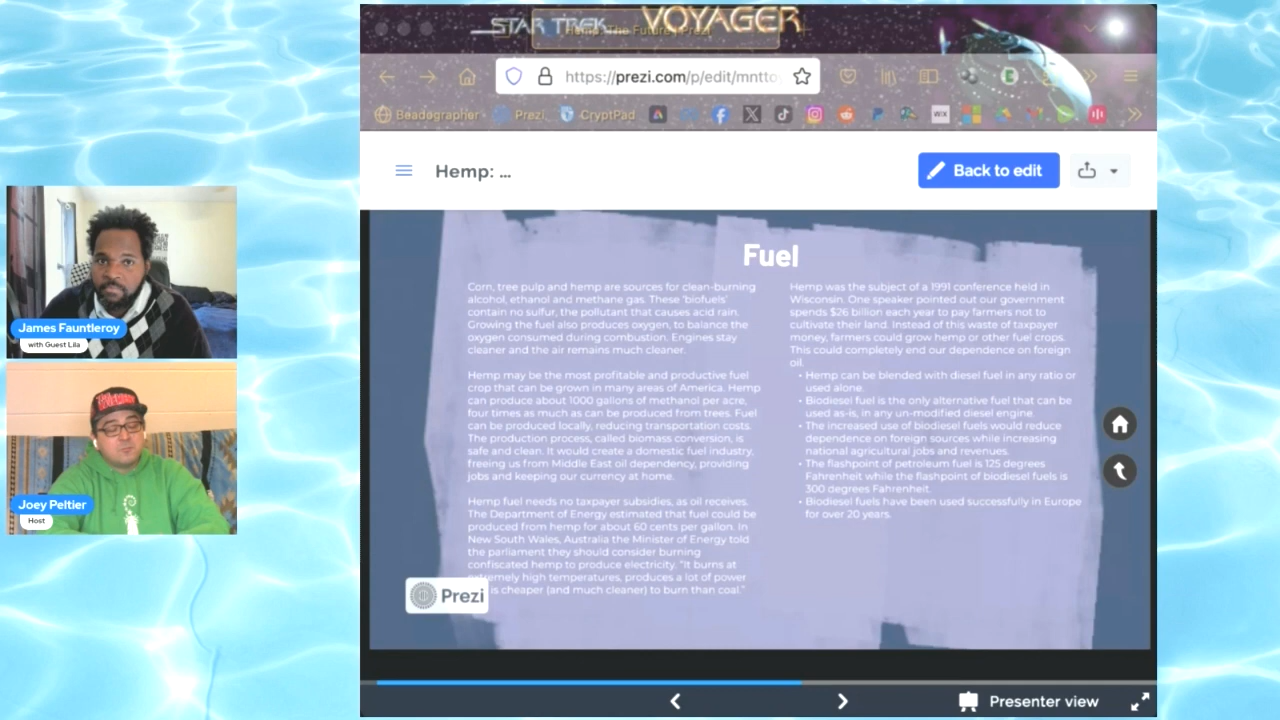 STAR TREK VOYAGER
Hemp: The Future | Prezi
https://prezi.com/p/edit/mntto
Beadographer Prezi CryptPad WIX
Hemp: ...
Back to edit
Fuel
Corn, tree pulp and hemp are sources for clean-burning
alcohol, ethanol and methane gas. These 'biofuels'
contain no sulfur, the pollutant that causes acid rain.
Growing the fuel also produces oxygen, to balance the
oxygen consumed during combustion. Engines stay
cleaner and the air remains much cleaner.
Hemp may be the most profitable and productive fuel
crop that can be grown in many areas of America. Hemp
can produce about 1000 gallons of methanol per acre,
four times as much as can be produced from trees. Fuel
can be produced locally, reducing transportation costs.
The production process, called biomass conversion, is
safe and clean. It would create a domestic fuel industry,
freeing us from Middle East oil dependency, providing
jobs and keeping our currency at home.
Hemp fuel needs no taxpayer subsidies, as oil receives.
The Department of Energy estimated that fuel could be
produced from hemp for about 60 cents per gallon. In
New South Wales, Australia the Minister of Energy told
the parliament they should consider burning
confiscated hemp to produce electricity. "It burns at
extremely high temperatures, produces a lot of power
is cheaper (and much cleaner) to burn than coal."
Hemp was the subject of a 1991 conference held in
Wisconsin. One speaker pointed out our government
spends $26 billion each year to pay farmers not to
cultivate their land. Instead of this waste of taxpayer
money, farmers could grow hemp or other fuel crops.
This could completely end our dependence on foreign
oil.
• Hemp can be blended with diesel fuel in any ratio or
used alone.
• Biodiesel fuel is the only alternative fuel that can be
used as-is, in any un-modified diesel engine.
• The increased use of biodiesel fuels would reduce
dependence on foreign sources while increasing
national agricultural jobs and revenues.
• The flashpoint of petroleum fuel is 125 degrees
Fahrenheit while the flashpoint of biodiesel fuels is
300 degrees Fahrenheit.
• Biodiesel fuels have been used successfully in Europe
for over 20 years.
Prezi
Presenter view
James Fauntleroy
with Guest Lila
Joey Peltier
Host